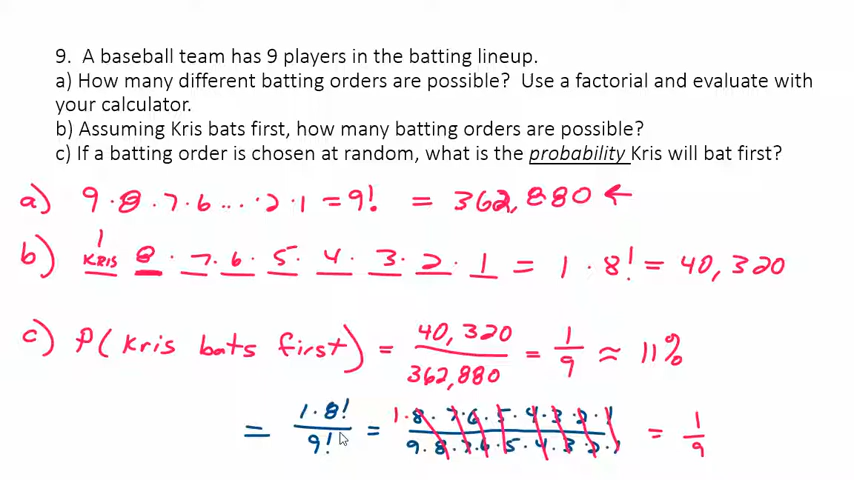 9. A baseball team has 9 players in the batting lineup.
a) How many different batting orders are possible? Use a factorial and evaluate with
your calculator.
b) Assuming Kris bats first, how many batting orders are possible?
c) If a batting order is chosen at random, what is the probability Kris will bat first?
a) 9 · 8 · 7 · 6 ... · 2 · 1 = 9! = 362,880 ←
1
b) KRIS 8 · 7 · 6 · 5 · 4 · 3 · 2 · 1 = 1 · 8! = 40,320
c) P(Kris bats first) = 40,320/362,880 = 1/9 ≈ 11%
= 1 · 8!/9! = 1 · 8 · 7 · 6 · 5 · 4 · 3 · 2 · 1/9 · 8 · 7 · 6 · 5 · 4 · 3 · 2 · 1 = 1/9